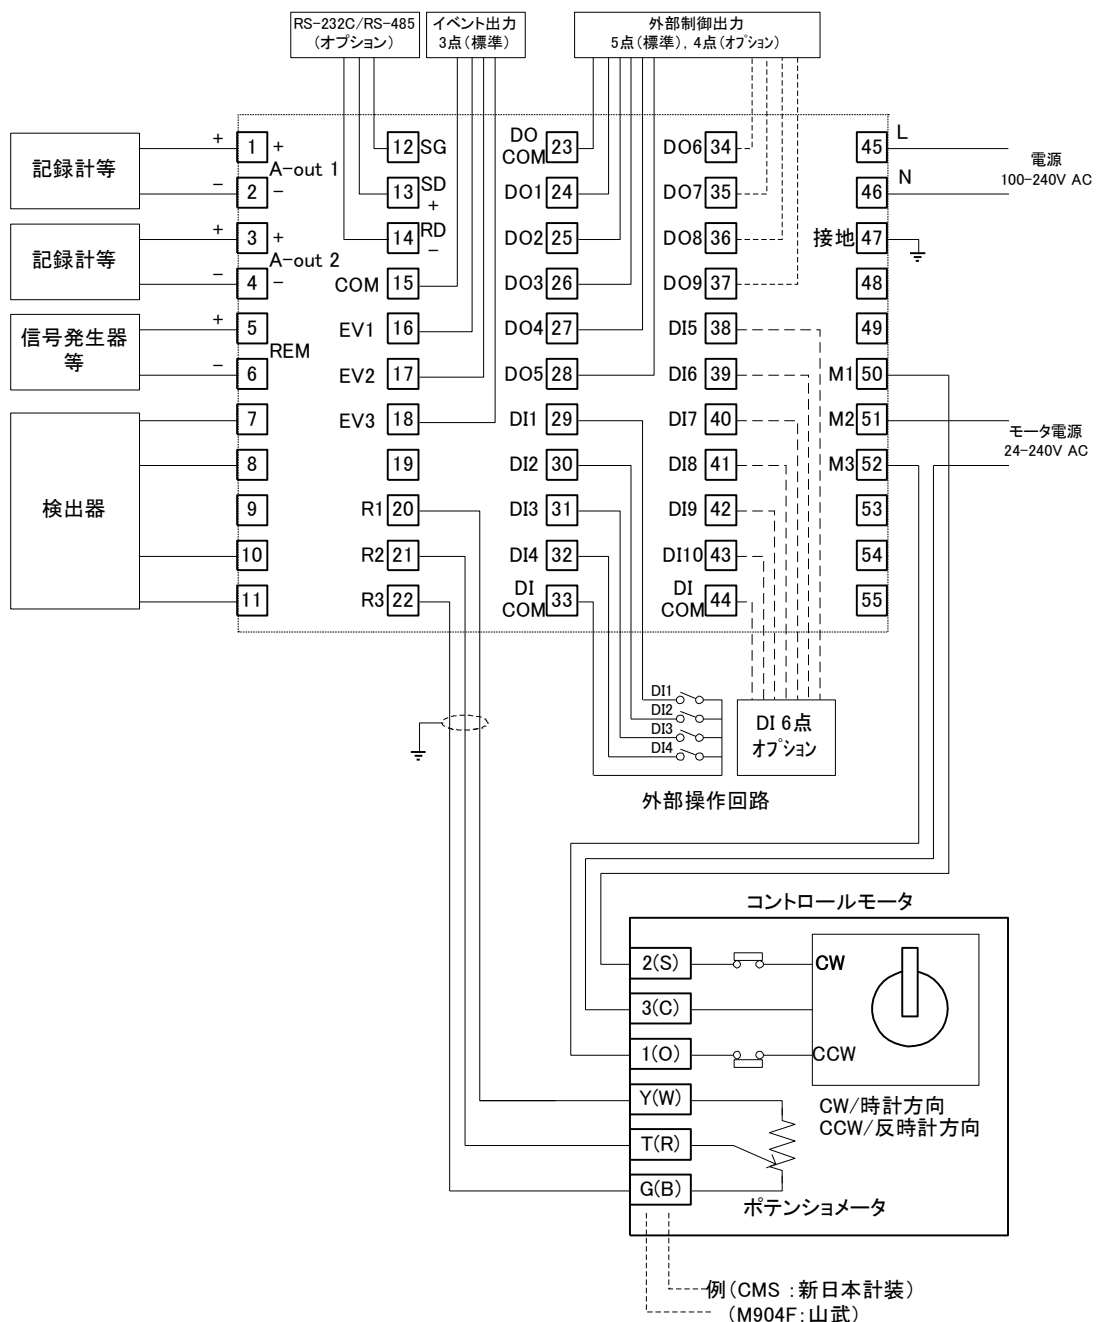 RS-232C/RS-485
(オプション)
イベント出力
3点(標準)
外部制御出力
5点(標準), 4点(オプション)
記録計等
+
−
1
+
A-out 1
2
−
記録計等
+
−
3
+
A-out 2
4
−
信号発生器
等
+
−
5
REM
6
検出器
7
8
9
10
11
12 SG
13 SD
+
14 RD
−
COM 15
EV1 16
EV2 17
EV3 18
19
R1 20
R2 21
R3 22
DO
COM 23
DO1 24
DO2 25
DO3 26
DO4 27
DO5 28
DI1 29
DI2 30
DI3 31
DI4 32
DI
COM 33
DO6 34
DO7 35
DO8 36
DO9 37
DI5 38
DI6 39
DI7 40
DI8 41
DI9 42
DI10 43
DI
COM 44
45 L
46 N
電源
100-240V AC
接地 47
48
49
M1 50
M2 51
M3 52
モータ電源
24-240V AC
53
54
55
DI1
DI2
DI3
DI4
DI 6点
オプション
外部操作回路
コントロールモータ
2(S)
CW
3(C)
1(O)
CCW
Y(W)
CW/時計方向
CCW/反時計方向
T(R)
G(B)
ポテンショメータ
例(CMS :新日本計装)
(M904F:山武)